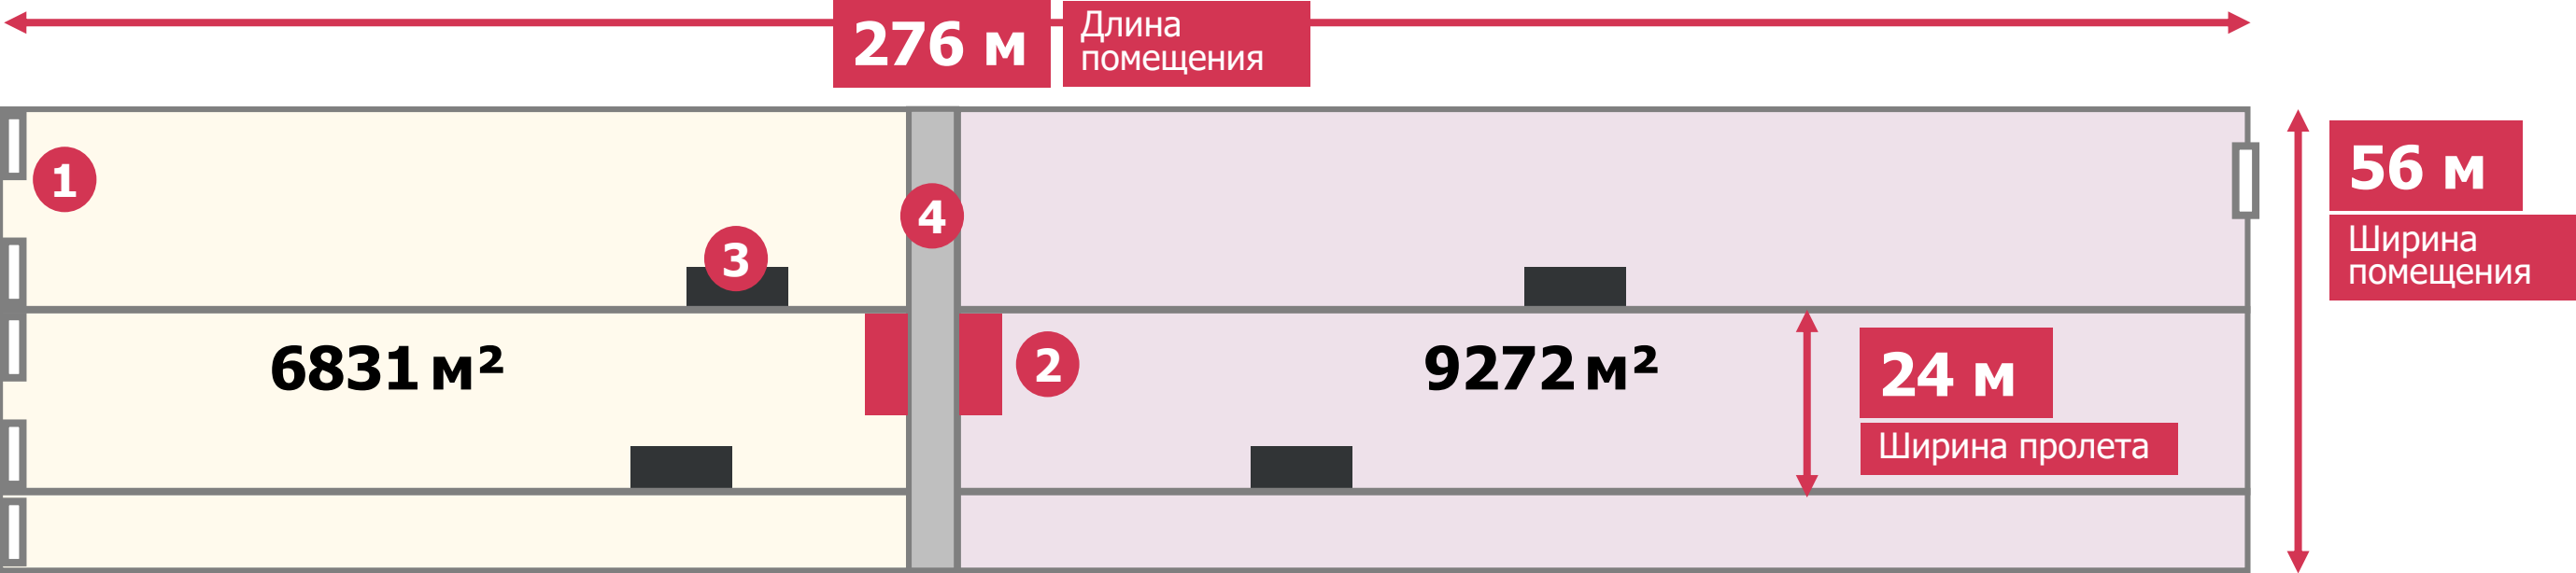 276 м
Длина
помещения
56 м
Ширина
помещения
1
4
3
2
6831 м²
9272 м²
24 м
Ширина пролета